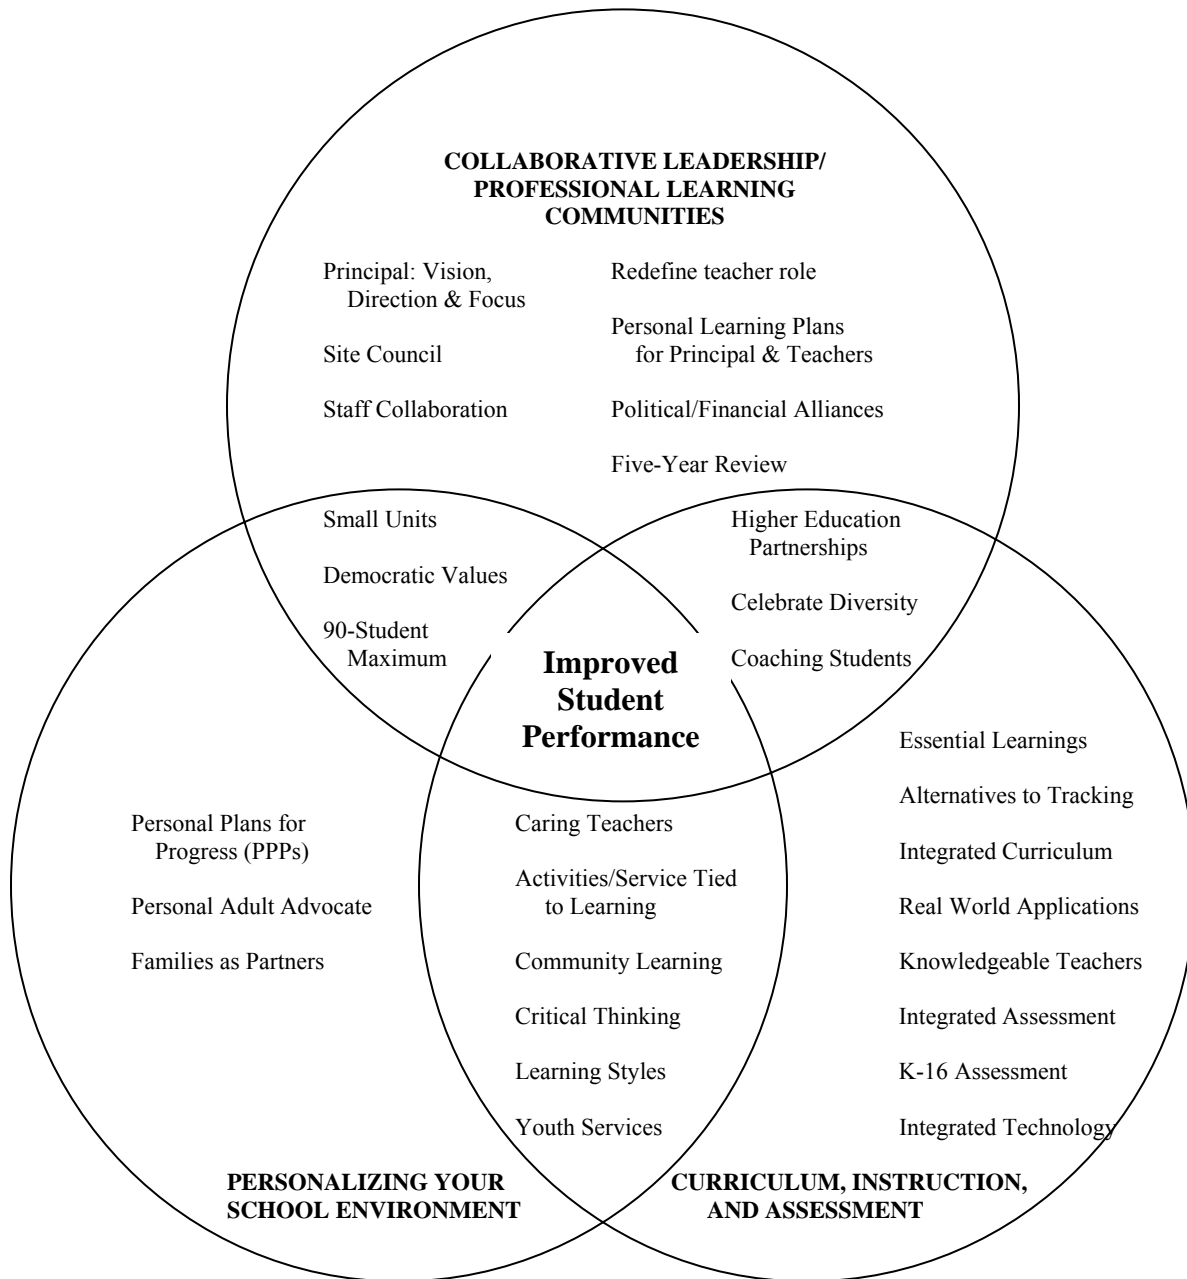 COLLABORATIVE LEADERSHIP/
PROFESSIONAL LEARNING
COMMUNITIES
Principal: Vision,
Direction & Focus
Site Council
Staff Collaboration
Redefine teacher role
Personal Learning Plans
for Principal & Teachers
Political/Financial Alliances
Five-Year Review
Small Units
Democratic Values
90-Student
Maximum
Higher Education
Partnerships
Celebrate Diversity
Coaching Students
Improved
Student
Performance
Personal Plans for
Progress (PPPs)
Personal Adult Advocate
Families as Partners
Caring Teachers
Activities/Service Tied
to Learning
Community Learning
Critical Thinking
Learning Styles
Youth Services
Essential Learnings
Alternatives to Tracking
Integrated Curriculum
Real World Applications
Knowledgeable Teachers
Integrated Assessment
K-16 Assessment
Integrated Technology
PERSONALIZING YOUR
SCHOOL ENVIRONMENT
CURRICULUM, INSTRUCTION,
AND ASSESSMENT